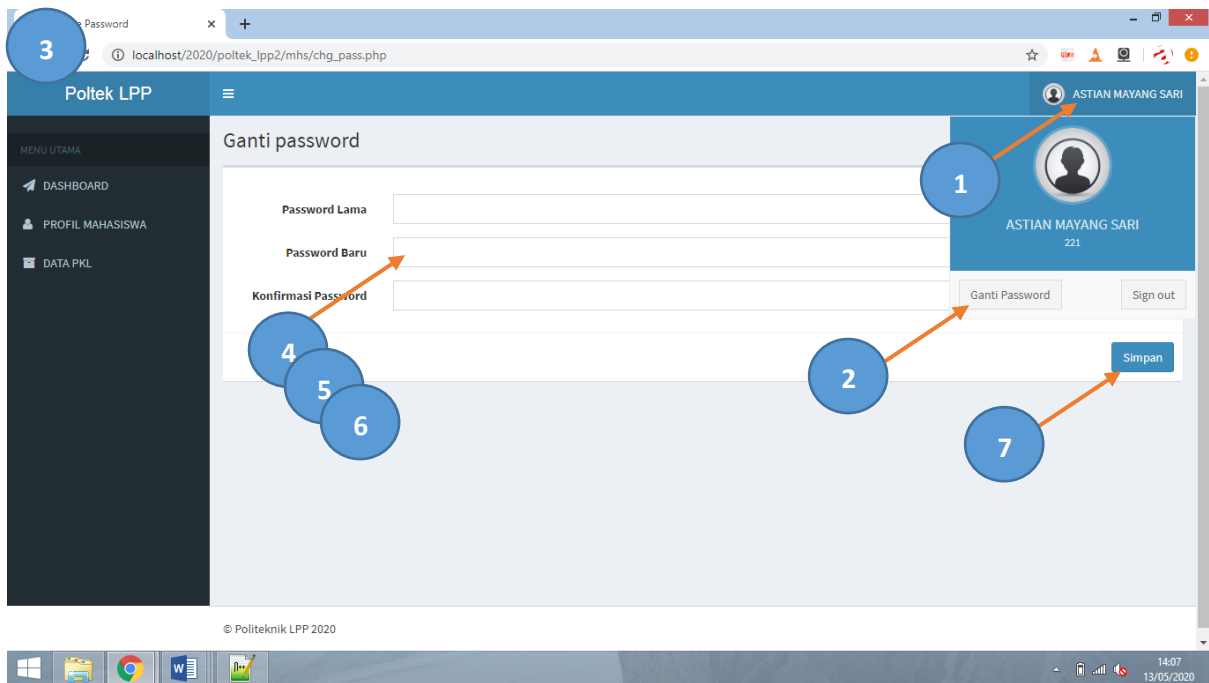 Password
3
localhost/2020/poltek_lpp2/mhs/chg_pass.php
Poltek LPP
ASTIAN MAYANG SARI
MENU UTAMA
DASHBOARD
PROFIL MAHASISWA
DATA PKL
Ganti password
Password Lama
Password Baru
Konfirmasi Password
1
ASTIAN MAYANG SARI
221
Ganti Password
Sign out
Simpan
4
5
6
2
7
© Politeknik LPP 2020
14:07
13/05/2020